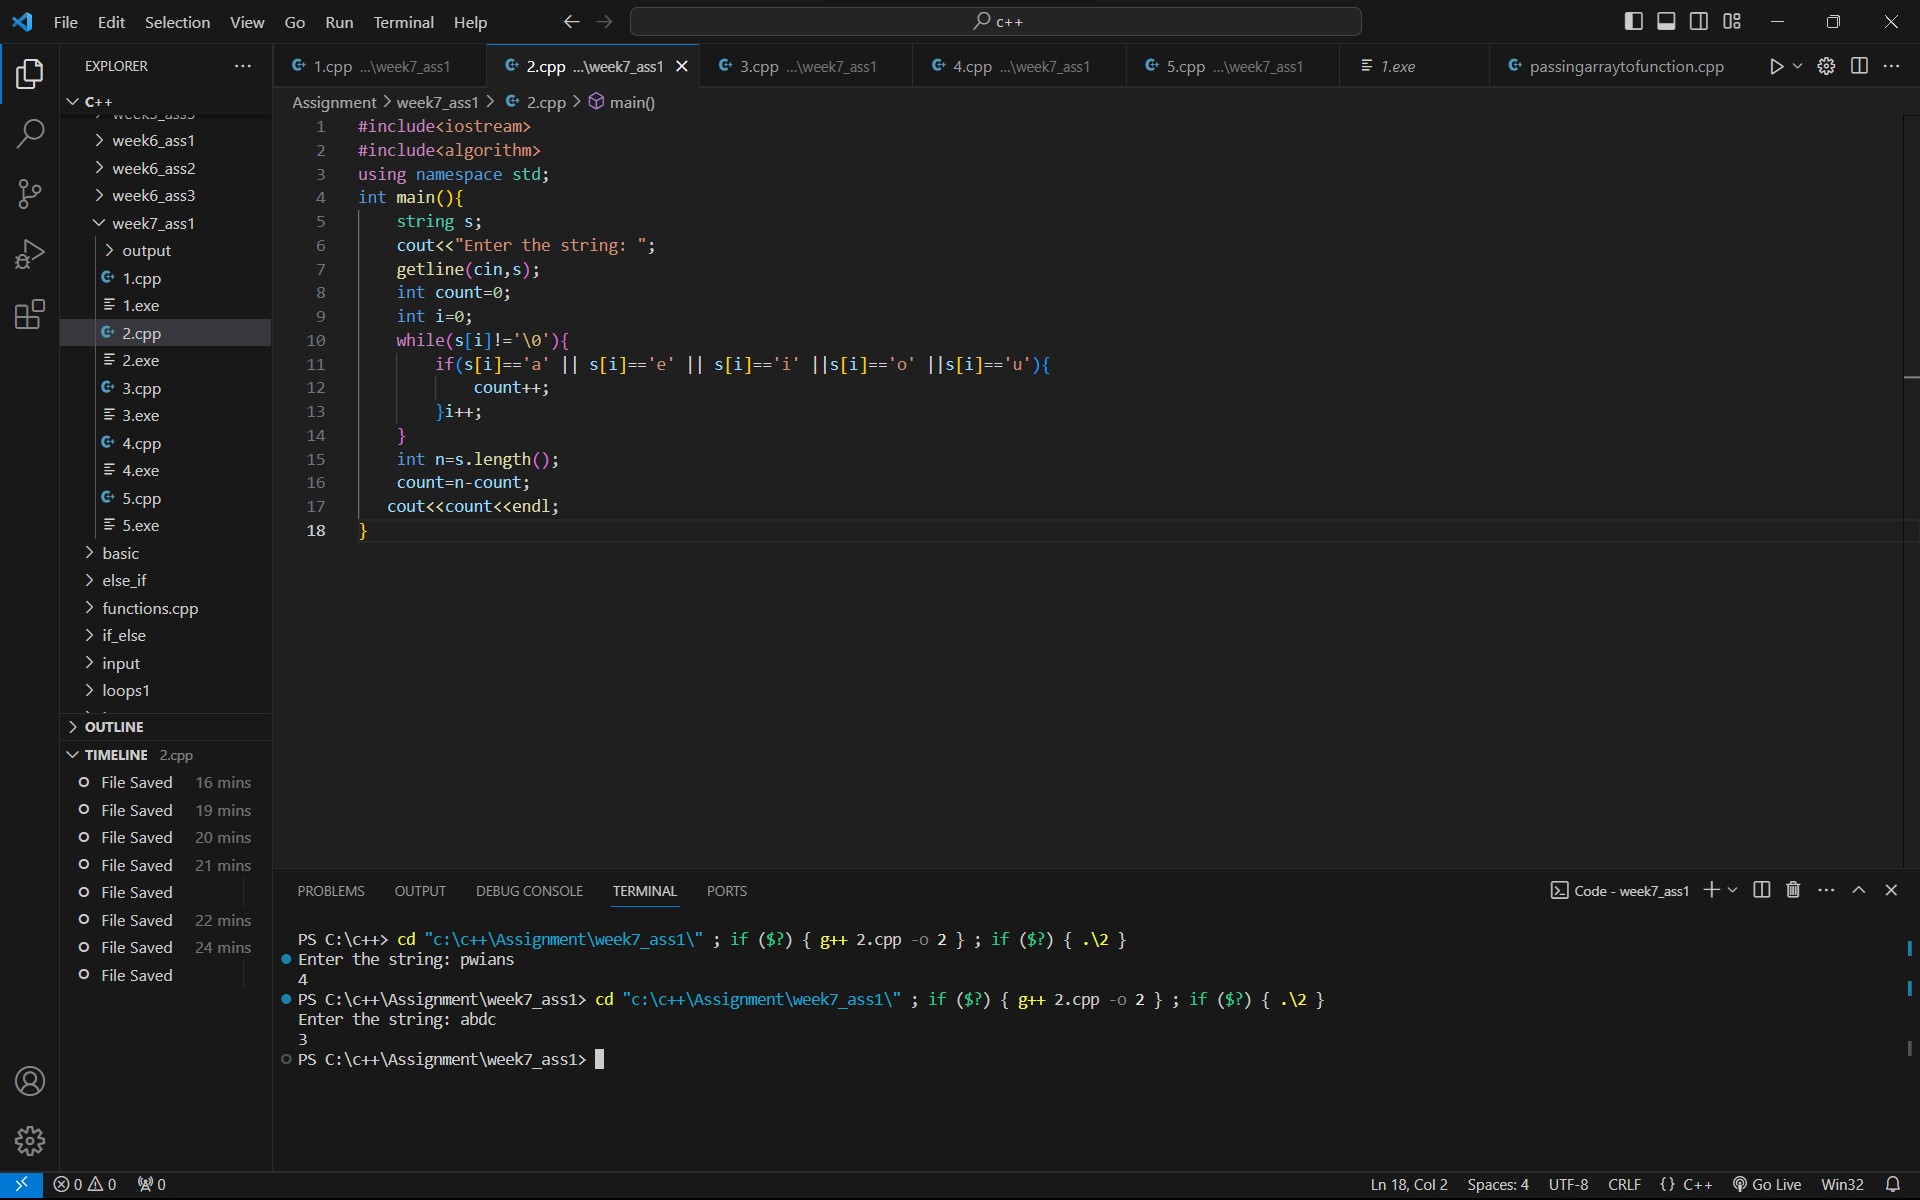 File Edit Selection View Go Run Terminal Help
c++
EXPLORER
C++
week6_ass1
week6_ass2
week6_ass3
week7_ass1
output
1.cpp
1.exe
2.cpp
2.exe
3.cpp
3.exe
4.cpp
4.exe
5.cpp
5.exe
basic
else_if
functions.cpp
if_else
input
loops1
OUTLINE
TIMELINE 2.cpp
File Saved 16 mins
File Saved 19 mins
File Saved 20 mins
File Saved 21 mins
File Saved
File Saved 22 mins
File Saved 24 mins
File Saved
1.cpp ...\week7_ass1 2.cpp ...\week7_ass1 3.cpp ...\week7_ass1 4.cpp ...\week7_ass1 5.cpp ...\week7_ass1 1.exe passingarraytofunction.cpp
Assignment > week7_ass1 > 2.cpp > main()
1 #include<iostream>
2 #include<algorithm>
3 using namespace std;
4 int main(){
5 string s;
6 cout<<"Enter the string: ";
7 getline(cin,s);
8 int count=0;
9 int i=0;
10 while(s[i]!='\0'){
11 if(s[i]=='a' || s[i]=='e' || s[i]=='i' ||s[i]=='o' ||s[i]=='u'){
12 count++;
13 }i++;
14 }
15 int n=s.length();
16 count=n-count;
17 cout<<count<<endl;
18 }
PROBLEMS OUTPUT DEBUG CONSOLE TERMINAL PORTS
Code - week7_ass1
PS C:\c++> cd "c:\c++\Assignment\week7_ass1\" ; if ($?) { g++ 2.cpp -o 2 } ; if ($?) { .\2 }
Enter the string: pwians
4
PS C:\c++\Assignment\week7_ass1> cd "c:\c++\Assignment\week7_ass1\" ; if ($?) { g++ 2.cpp -o 2 } ; if ($?) { .\2 }
Enter the string: abdc
3
PS C:\c++\Assignment\week7_ass1>
0 0 0
Ln 18, Col 2 Spaces: 4 UTF-8 CRLF {} C++ Go Live Win32